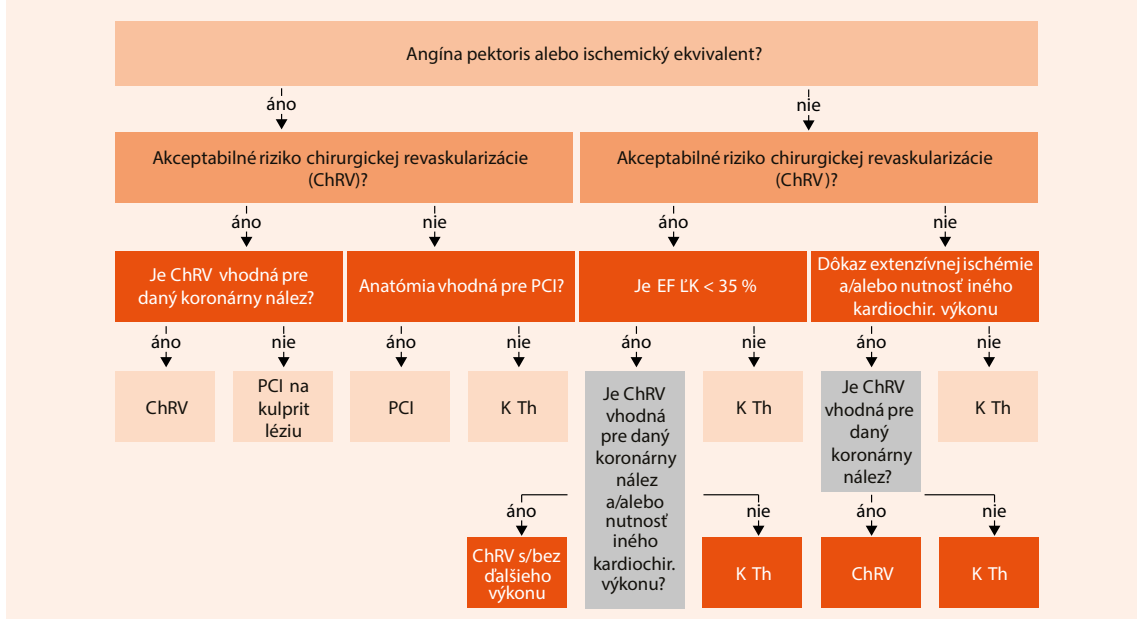 Angína pektoris alebo ischemický ekvivalent?
áno
nie
Akceptabilné riziko chirurgickej revaskularizácie
(ChRV)?
Akceptabilné riziko chirurgickej revaskularizácie
(ChRV)?
áno
nie
áno
nie
Je ChRV vhodná pre
daný koronárny nález?
Anatómia vhodná pre PCI?
Je EF ĽK < 35 %
Dôkaz extenzívnej ischémie
a/alebo nutnosť iného
kardiochir. výkonu
áno
nie
áno
nie
áno
nie
áno
nie
ChRV
PCI na
kulprit
léziu
PCI
K Th
Je ChRV
vhodná
pre daný
koronárny
nález
a/alebo
nutnosť
iného
kardiochir.
výkonu?
K Th
Je ChRV
vhodná pre
daný
koronárny
nález?
K Th
áno
nie
áno
nie
ChRV s/bez
ďalšieho
výkonu
K Th
ChRV
K Th